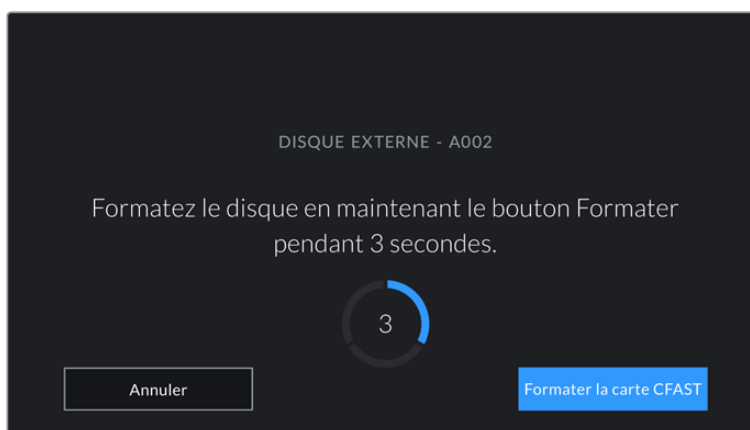 DISQUE EXTERNE - A002
Formatez le disque en maintenant le bouton Formater
pendant 3 secondes.
3
Annuler
Formater la carte CFAST